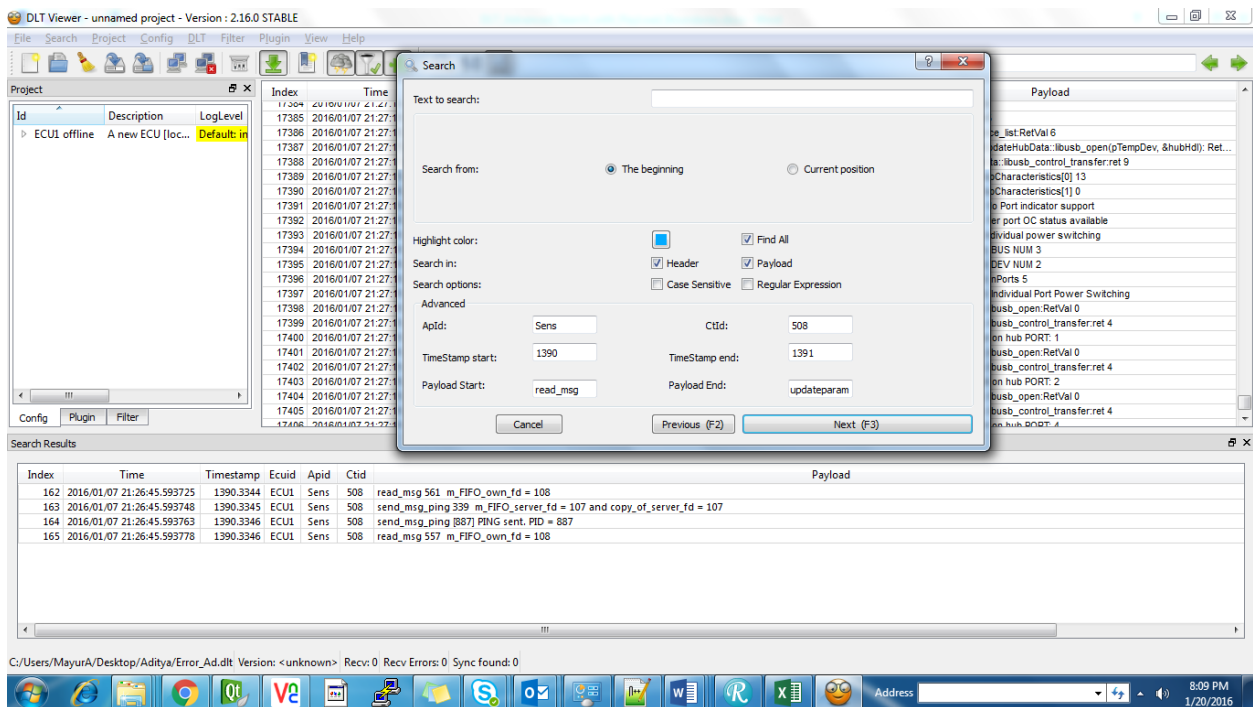 DLT Viewer - unnamed project - Version : 2.16.0 STABLE
File Search Project Config DLT Filter Plugin View Help
Project
Id Description LogLevel
ECU1 offline A new ECU [loc... Default: in
Config Plugin Filter
Index Time Payload
17385 2016/01/07 21:27:1
17386 2016/01/07 21:27:1 ce_list:RetVal 6
17387 2016/01/07 21:27:1 dateHubData::libusb_open(pTempDev, &hubHdl): Ret...
17388 2016/01/07 21:27:1 ta::libusb_control_transfer:ret 9
17389 2016/01/07 21:27:1 Characteristics[0] 13
17390 2016/01/07 21:27:1 Characteristics[1] 0
17391 2016/01/07 21:27:1 o Port indicator support
17392 2016/01/07 21:27:1 er port OC status available
17393 2016/01/07 21:27:1 dividual power switching
17394 2016/01/07 21:27:1 BUS NUM 3
17395 2016/01/07 21:27:1 DEV NUM 2
17396 2016/01/07 21:27:1 nPorts 5
17397 2016/01/07 21:27:1 ndividual Port Power Switching
17398 2016/01/07 21:27:1 busb_open:RetVal 0
17399 2016/01/07 21:27:1 busb_control_transfer:ret 4
17400 2016/01/07 21:27:1 on hub PORT: 1
17401 2016/01/07 21:27:1 busb_open:RetVal 0
17402 2016/01/07 21:27:1 busb_control_transfer:ret 4
17403 2016/01/07 21:27:1 on hub PORT: 2
17404 2016/01/07 21:27:1 busb_open:RetVal 0
17405 2016/01/07 21:27:1 busb_control_transfer:ret 4
17406 2016/01/07 21:27:1 on hub PORT: 4
Search
Text to search:
Search from: The beginning Current position
Highlight color: Find All
Search in: Header Payload
Search options: Case Sensitive Regular Expression
Advanced
ApId: Sens CtId: 508
TimeStamp start: 1390 TimeStamp end: 1391
Payload Start: read_msg Payload End: updateparam
Cancel Previous (F2) Next (F3)
Search Results
Index Time Timestamp Ecuid Apid Ctid Payload
162 2016/01/07 21:26:45.593725 1390.3344 ECU1 Sens 508 read_msg 561 m_FIFO_own_fd = 108
163 2016/01/07 21:26:45.593748 1390.3345 ECU1 Sens 508 send_msg_ping 339 m_FIFO_server_fd = 107 and copy_of_server_fd = 107
164 2016/01/07 21:26:45.593763 1390.3346 ECU1 Sens 508 send_msg_ping [887] PING sent. PID = 887
165 2016/01/07 21:26:45.593778 1390.3346 ECU1 Sens 508 read_msg 557 m_FIFO_own_fd = 108
C:/Users/MayurA/Desktop/Aditya/Error_Ad.dlt Version: <unknown> Recv: 0 Recv Errors: 0 Sync found: 0
Address
8:09 PM
1/20/2016